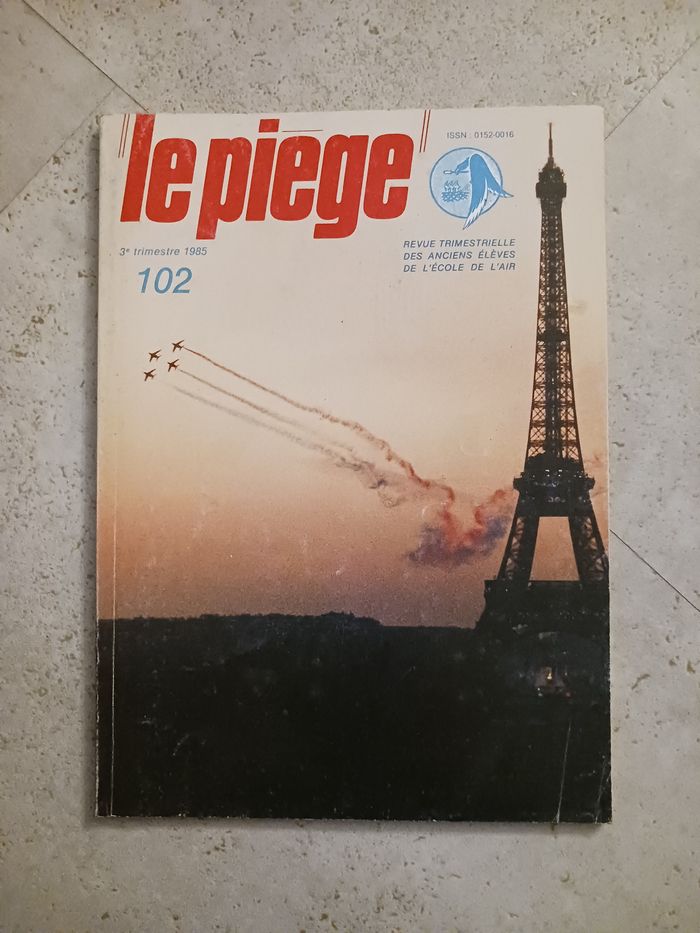 "le piège"
ISSN : 0152-0016
3e trimestre 1985
102
REVUE TRIMESTRIELLE
DES ANCIENS ÉLÈVES
DE L'ÉCOLE DE L'AIR